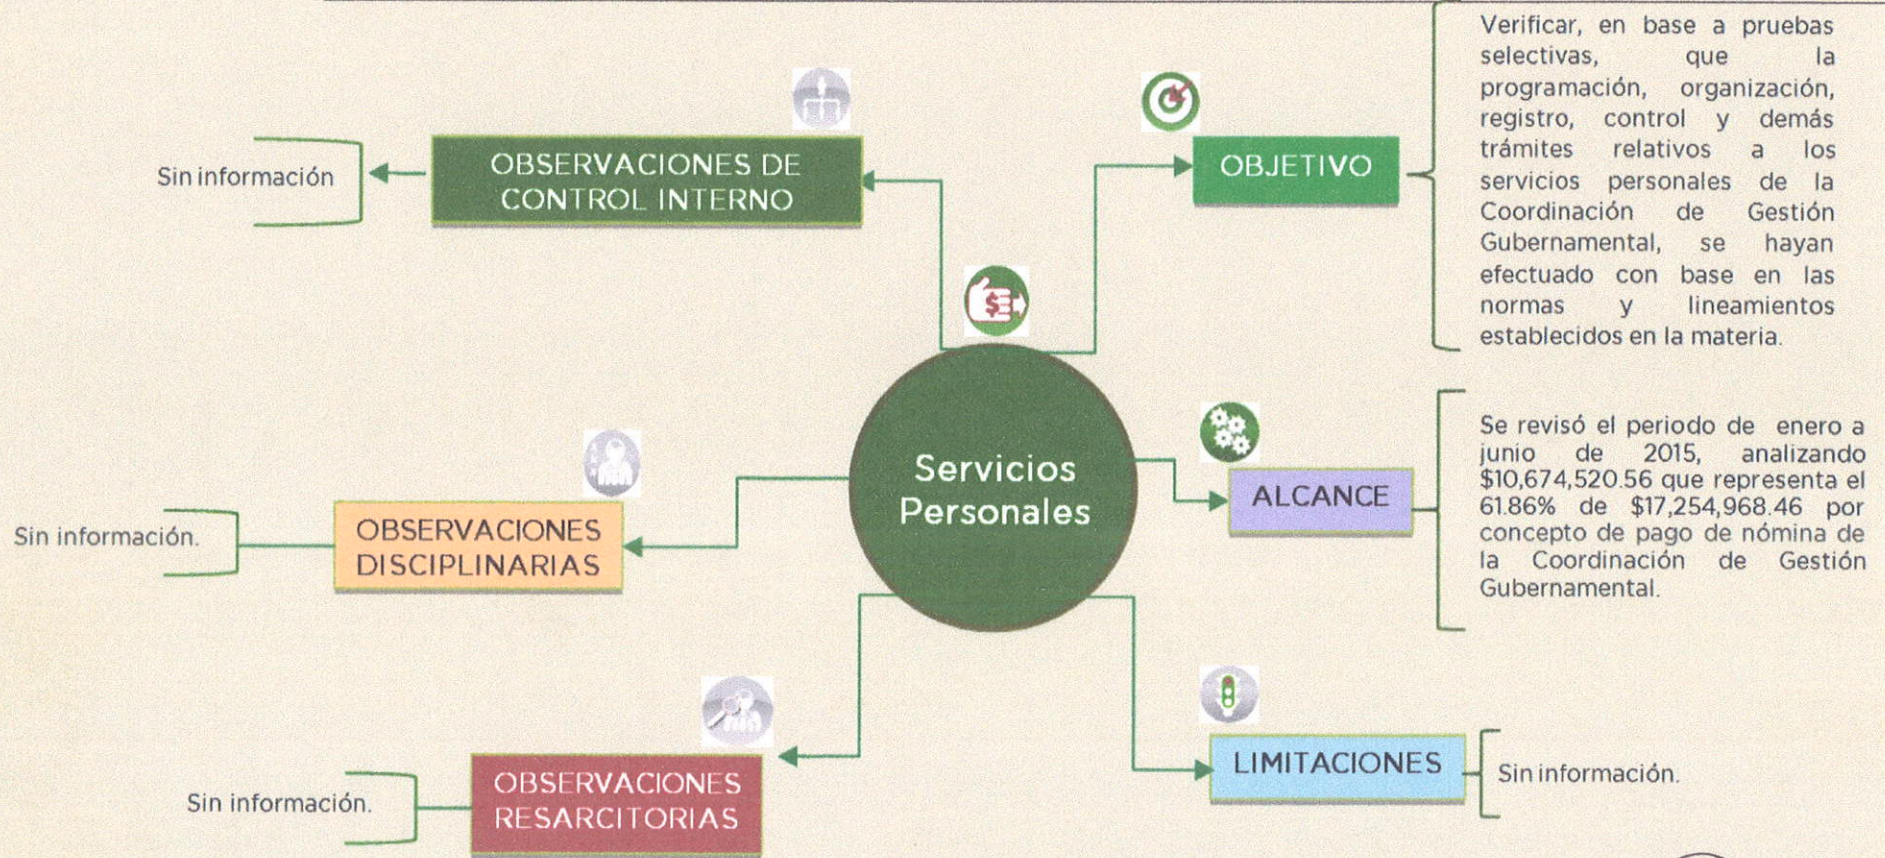 Verificar, en base a pruebas
selectivas, que la
programación, organización,
registro, control y demás
trámites relativos a los
servicios personales de la
Coordinación de Gestión
Gubernamental, se hayan
efectuado con base en las
normas y lineamientos
establecidos en la materia.
OBJETIVO
OBSERVACIONES DE
CONTROL INTERNO
Sin información
Servicios
Personales
ALCANCE
Se revisó el periodo de enero a
junio de 2015, analizando
$10,674,520.56 que representa el
61.86% de $17,254,968.46 por
concepto de pago de nómina de
la Coordinación de Gestión
Gubernamental.
OBSERVACIONES
DISCIPLINARIAS
Sin información.
LIMITACIONES
Sin información.
OBSERVACIONES
RESARCITORIAS
Sin información.